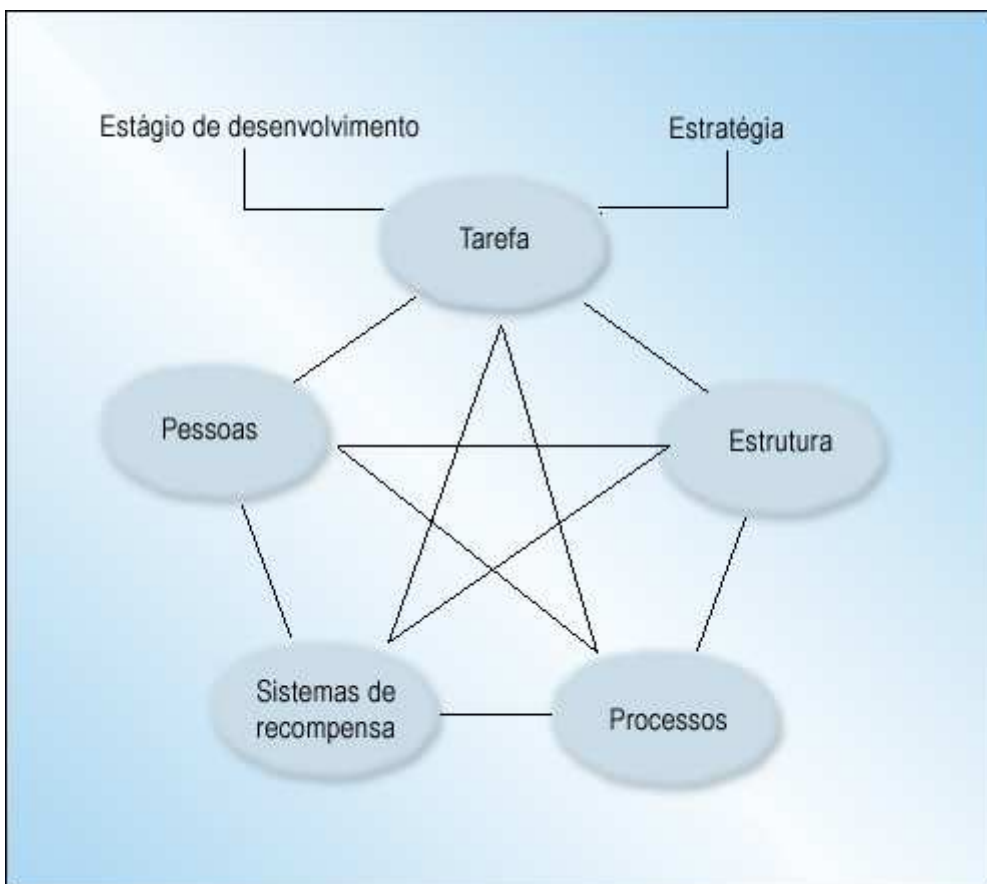 Estágio de desenvolvimento
Estratégia
Tarefa
Pessoas
Estrutura
Sistemas de
recompensa
Processos